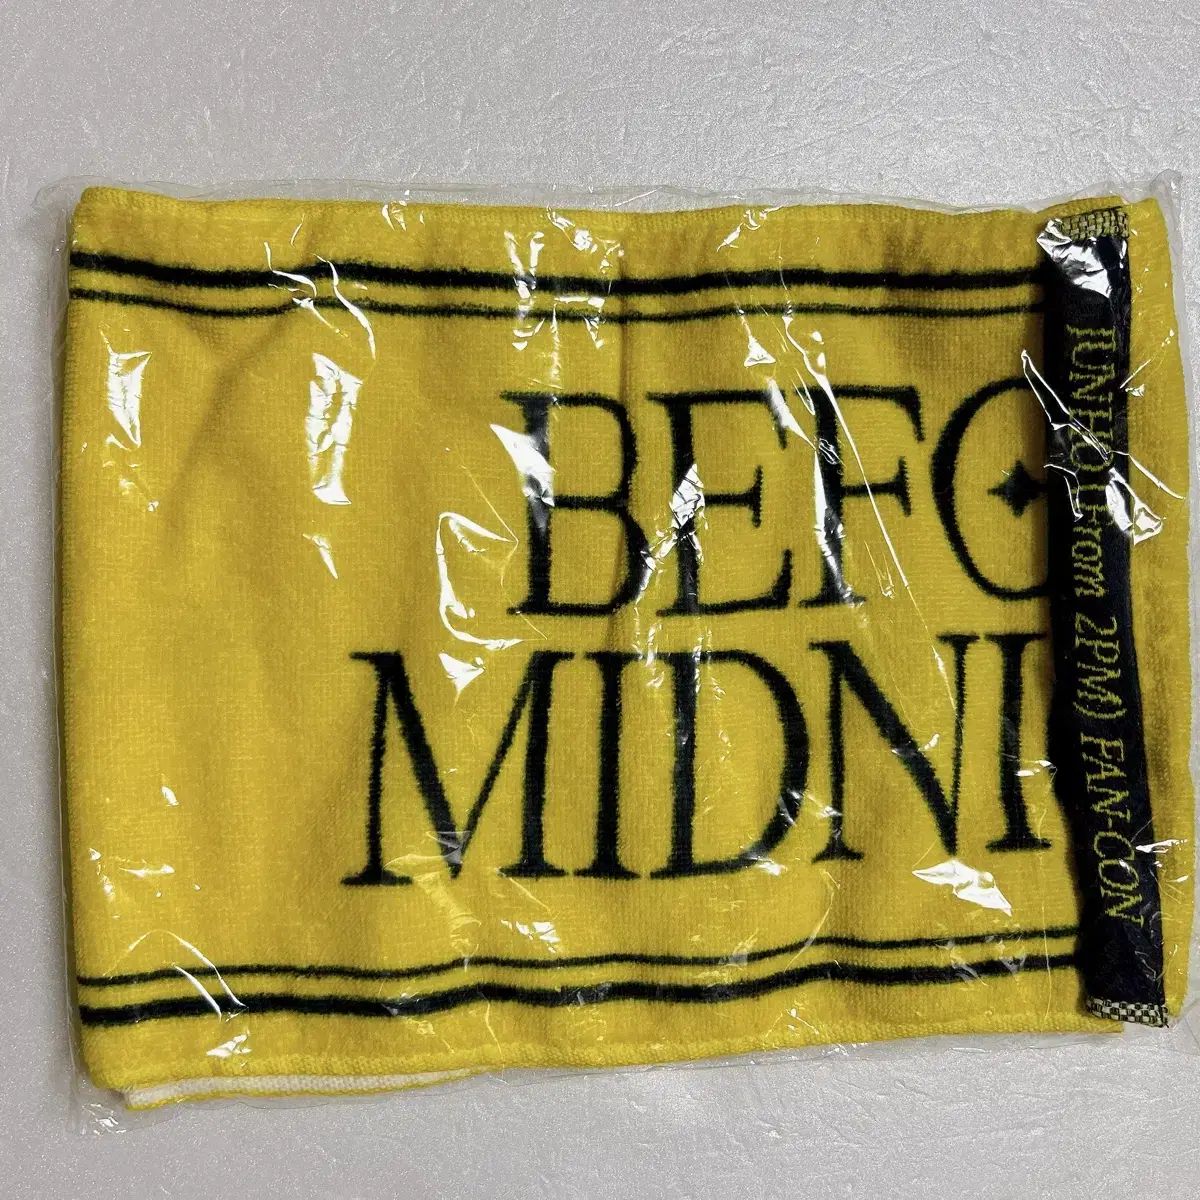 BEFO
MIDNI
JUNHO (From 2PM) FAN-CON